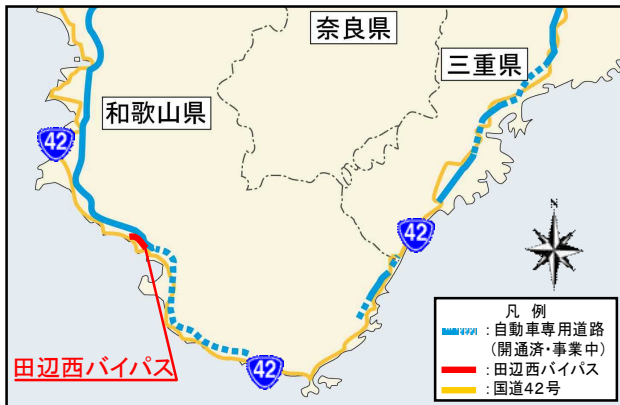 奈良県
三重県
和歌山県
42
42
N
42
田辺西バイパス
凡 例
:自動車専用道路
(開通済・事業中)
:田辺西バイパス
:国道42号